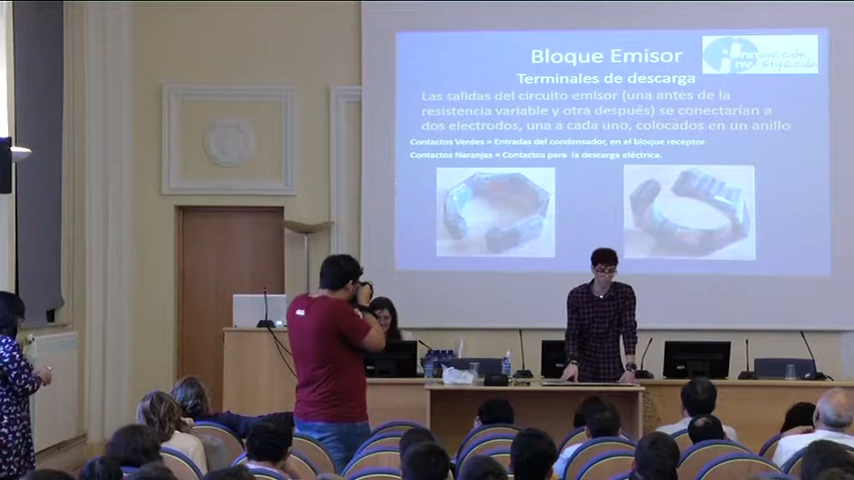 Bloque Emisor
Terminales de descarga
Las salidas del circuito emisor (una antes de la
resistencia variable y otra después) se conectarían a
dos electrodos, una a cada uno, colocados en un anillo
Contactos Verdes = Entradas del condensador, en el bloque receptor
Contactos Naranjas = Contactos para la descarga eléctrica.